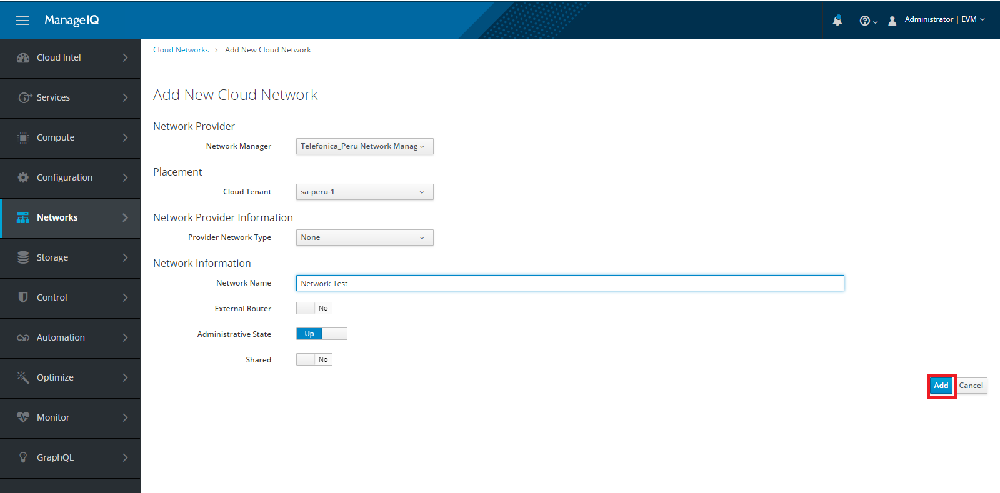 ManageIQ
Administrator | EVM
Cloud Intel
Services
Compute
Configuration
Networks
Storage
Control
Automation
Optimize
Monitor
GraphQL
Cloud Networks > Add New Cloud Network
Add New Cloud Network
Network Provider
Network Manager Telefonica_Peru Network Manag
Placement
Cloud Tenant sa-peru-1
Network Provider Information
Provider Network Type None
Network Information
Network Name Network-Test
External Router No
Administrative State Up
Shared No
Add Cancel